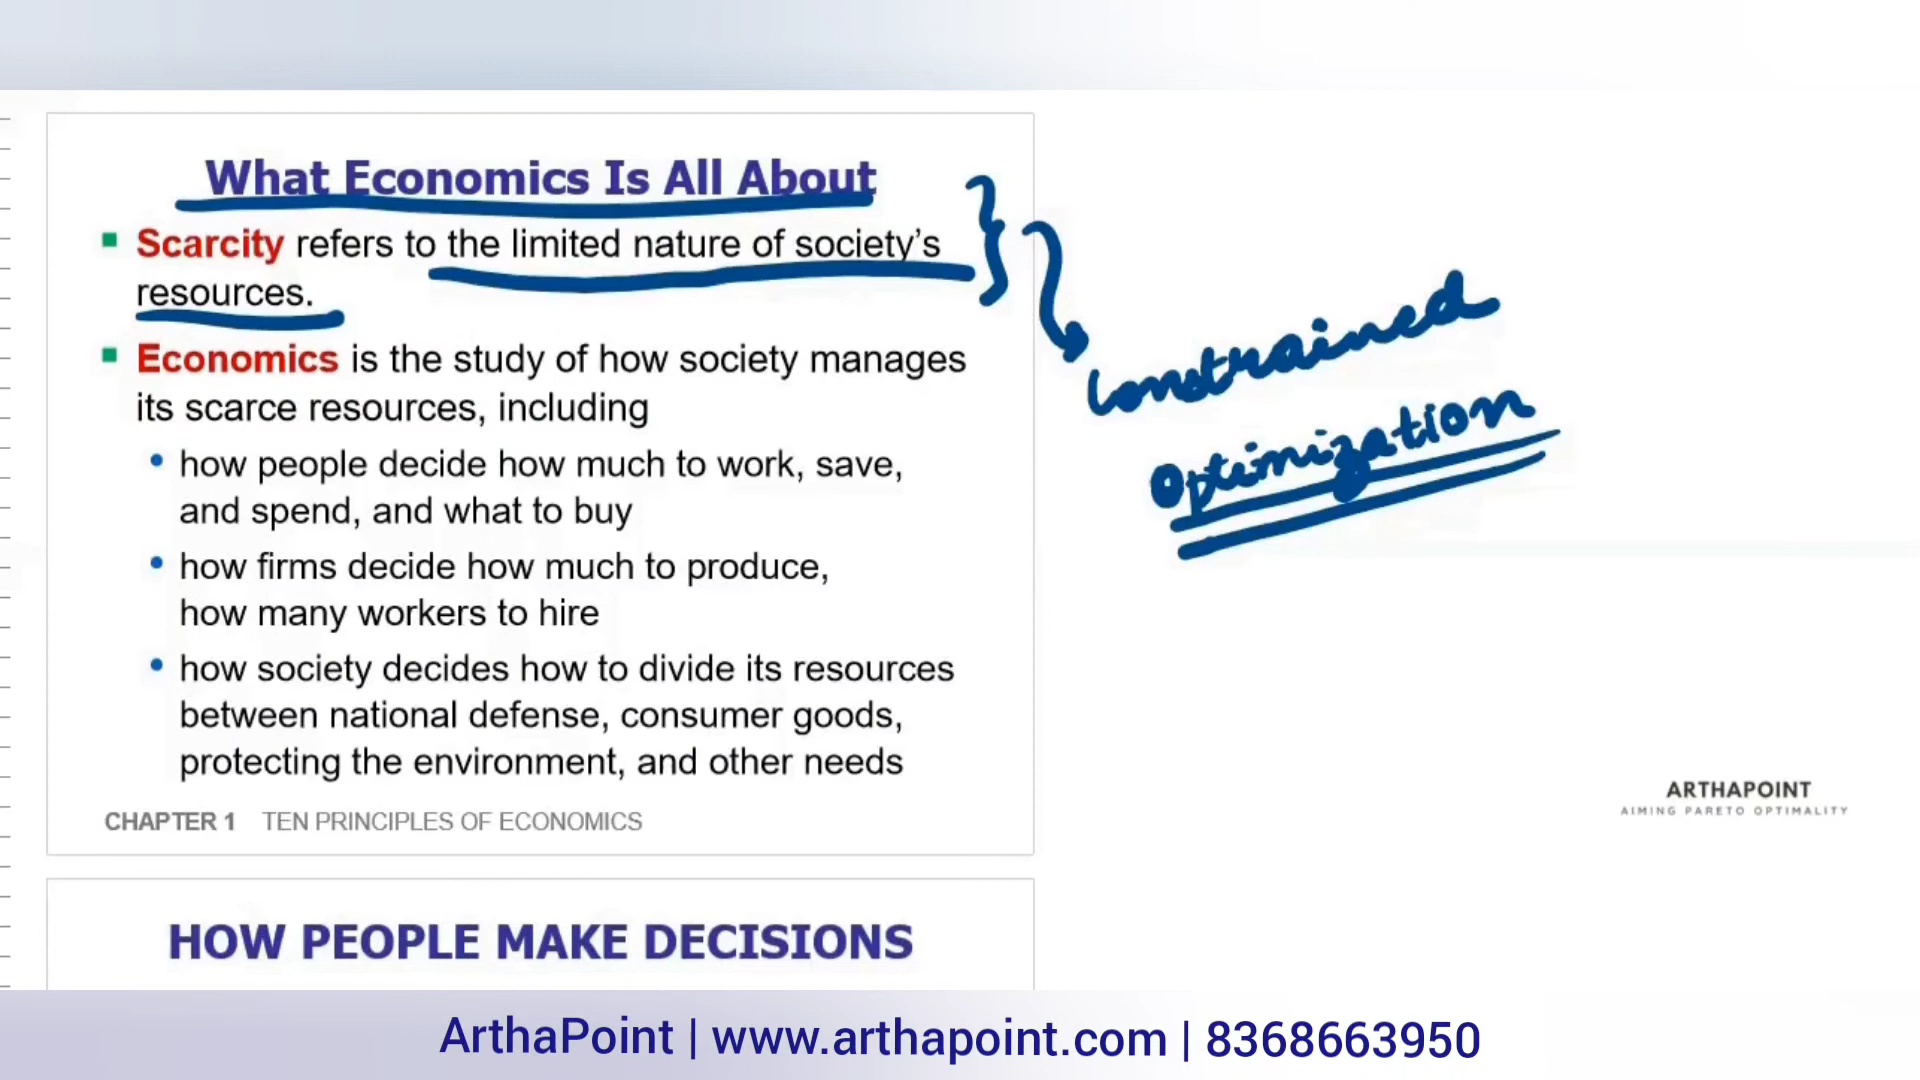 What Economics Is All About
Scarcity refers to the limited nature of society’s
resources.
Economics is the study of how society manages
its scarce resources, including
how people decide how much to work, save,
and spend, and what to buy
how firms decide how much to produce,
how many workers to hire
how society decides how to divide its resources
between national defense, consumer goods,
protecting the environment, and other needs
CHAPTER 1 TEN PRINCIPLES OF ECONOMICS
Constrained
optimization
ARTHAPOINT
AIMING PARETO OPTIMALITY
HOW PEOPLE MAKE DECISIONS
ArthaPoint | www.arthapoint.com | 8368663950